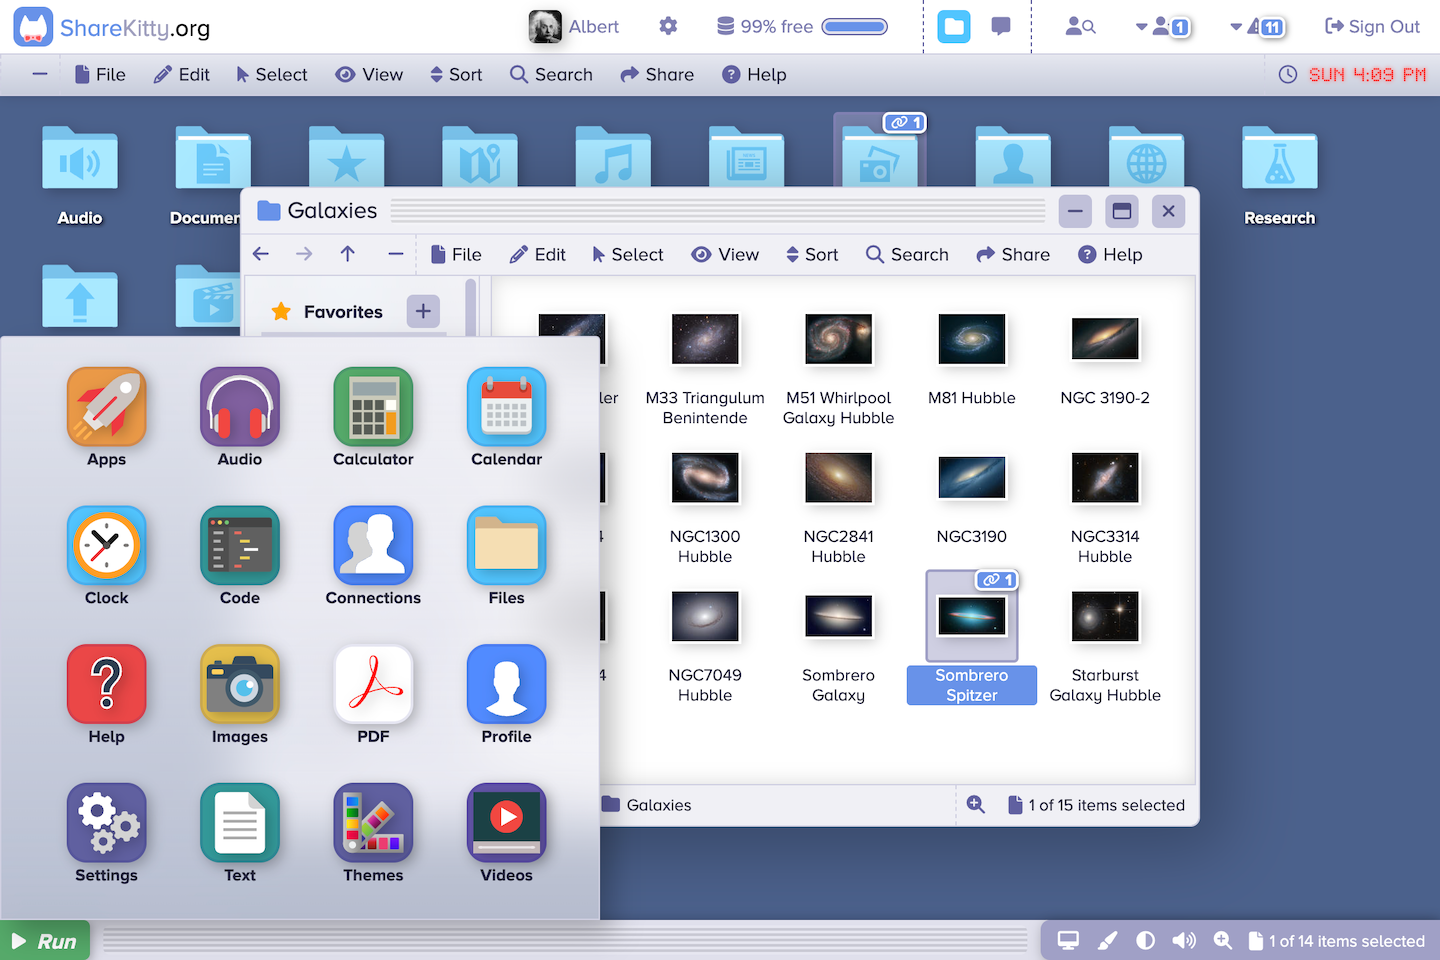 ShareKitty.org
Albert
99% free
1
11
Sign Out
File Edit Select View Sort Search Share Help
SUN 4:09 PM
1
Audio
Documen
Research
Galaxies
File Edit Select View Sort Search Share Help
Favorites
ler
M33 Triangulum
Benintende
M51 Whirlpool
Galaxy Hubble
M81 Hubble
NGC 3190-2
4
NGC1300
Hubble
NGC2841
Hubble
NGC3190
NGC3314
Hubble
1
4
NGC7049
Hubble
Sombrero
Galaxy
Sombrero
Spitzer
Starburst
Galaxy Hubble
Galaxies
1 of 15 items selected
Apps
Audio
Calculator
Calendar
Clock
Code
Connections
Files
Help
Images
PDF
Profile
Settings
Text
Themes
Videos
Run
1 of 14 items selected